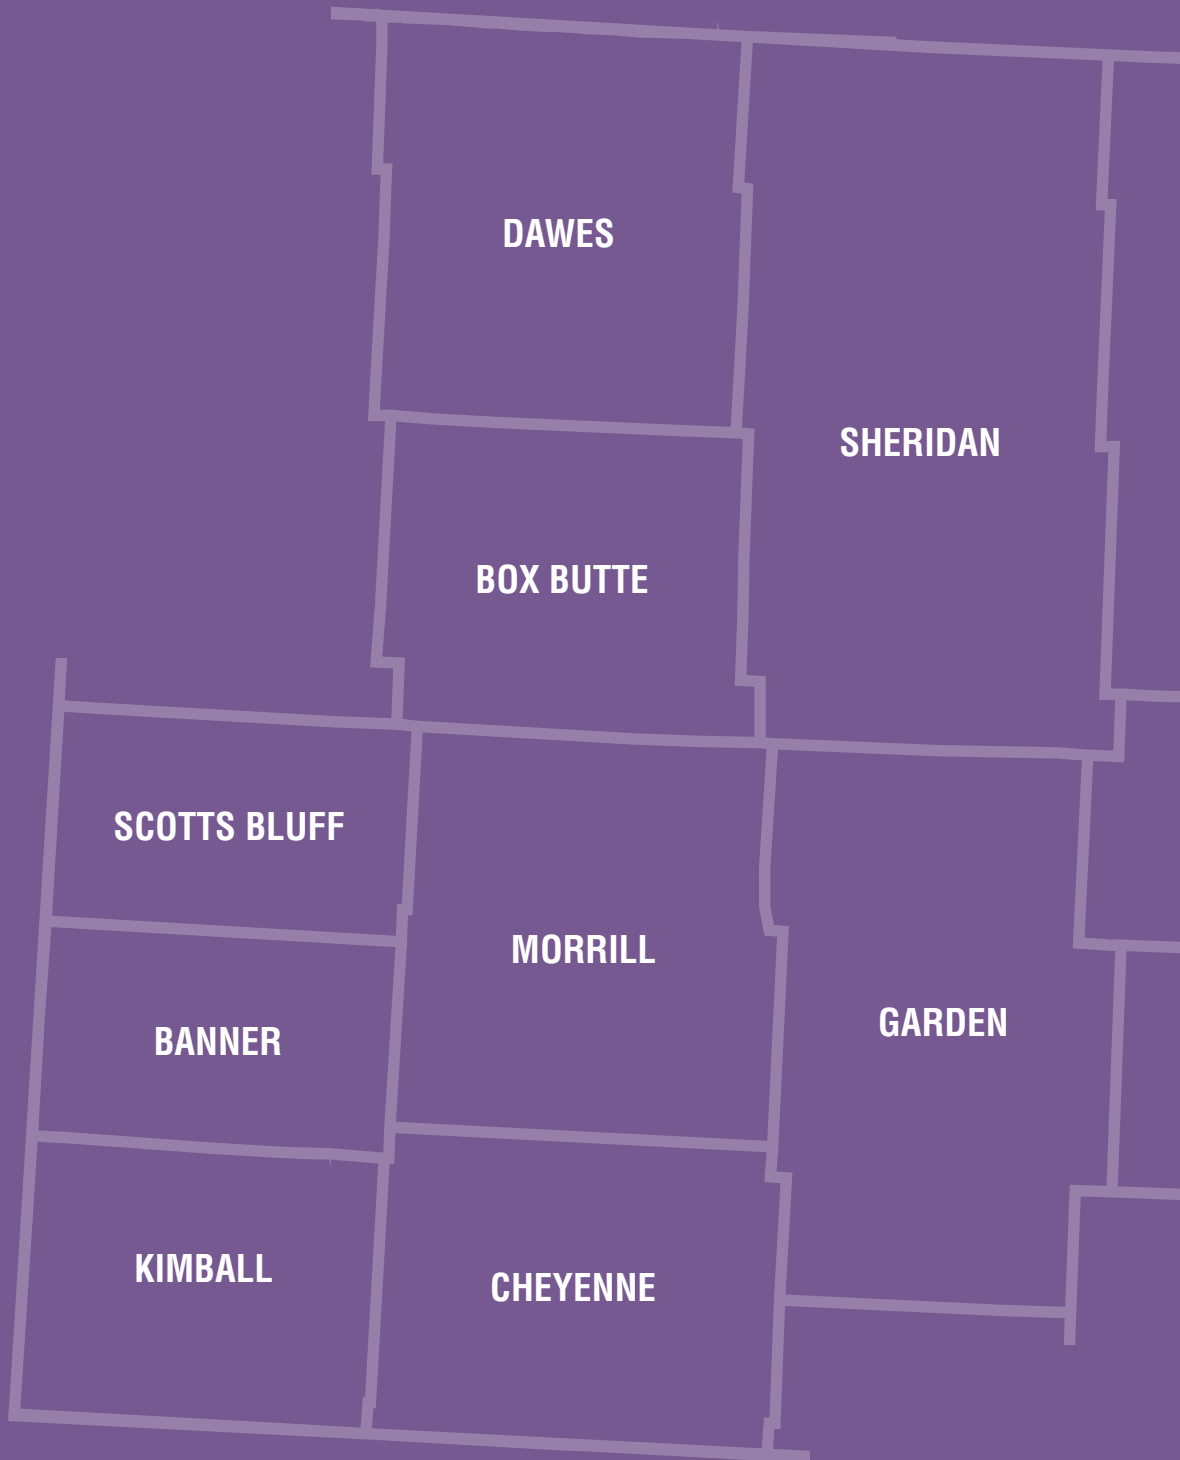 DAWES
SHERIDAN
BOX BUTTE
SCOTTS BLUFF
MORRILL
GARDEN
BANNER
KIMBALL
CHEYENNE